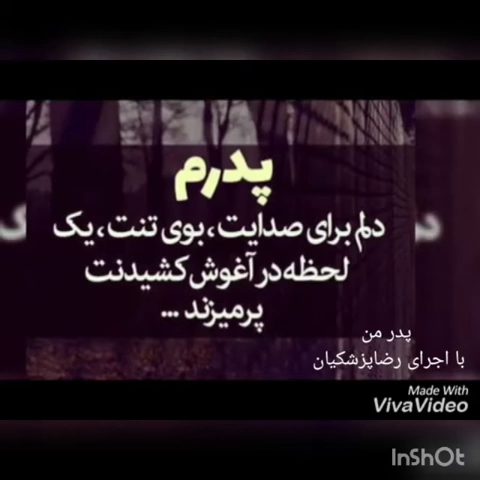 پدرم
دلم برای صدایت، بوی تنت، یک
لحظه در آغوش کشیدنت
پرمیزند ...
پدر من
با اجرای رضاپزشکیان
Made With
VivaVideo
InShOt